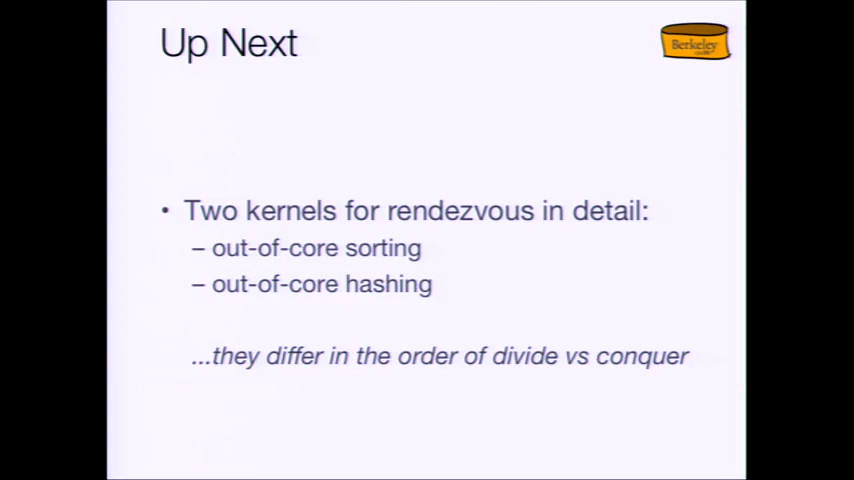 Up Next
Berkeley
• Two kernels for rendezvous in detail:
– out-of-core sorting
– out-of-core hashing
...they differ in the order of divide vs conquer